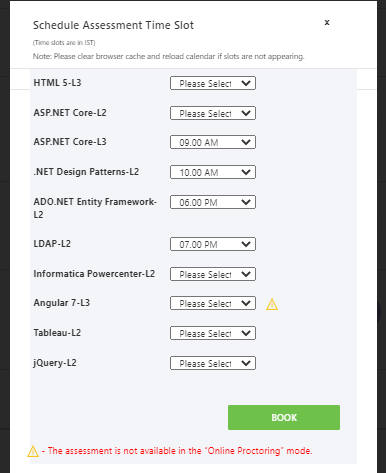 Schedule Assessment Time Slot x
(Time slots are in IST)
Note: Please clear browser cache and reload calendar if slots are not appearing.
HTML 5-L3 Please Select
ASP.NET Core-L2 Please Select
ASP.NET Core-L3 09.00 AM
.NET Design Patterns-L2 10.00 AM
ADO.NET Entity Framework- 06:00 PM
L2
LDAP-L2 07.00 PM
Informatica Powercenter-L2 Please Select
Angular 7-L3 Please Select
Tableau-L2 Please Select
jQuery-L2 Please Select
BOOK
- The assessment is not available in the "Online Proctoring" mode.